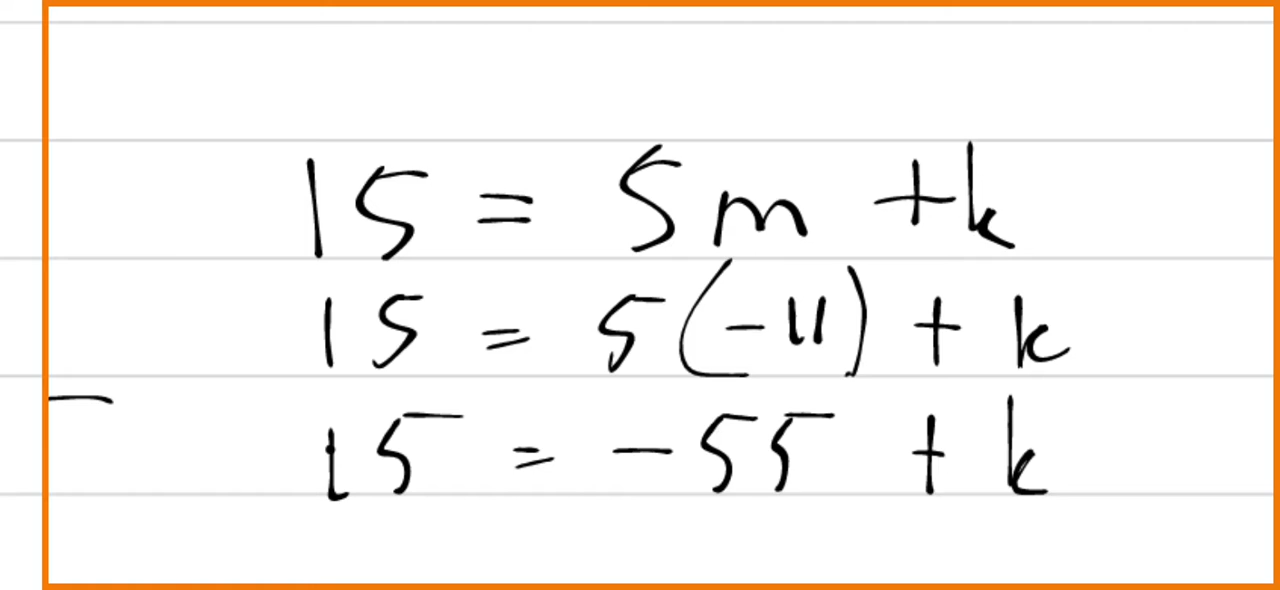 15 = 5m + k
15 = 5(-11) + k
15 = -55 + k